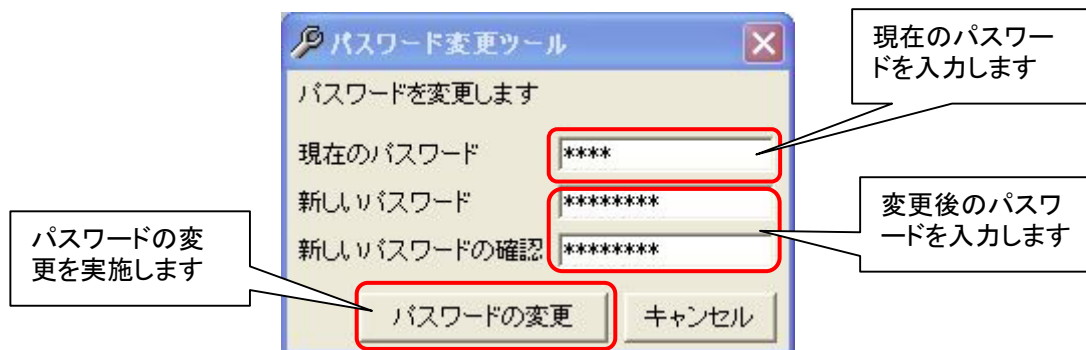 パスワード変更ツール
現在のパスワー
ドを入力します
パスワードを変更します
現在のパスワード
****
新しいパスワード
********
変更後のパスワ
ードを入力します
パスワードの変
更を実施します
新しいパスワードの確認
********
パスワードの変更
キャンセル